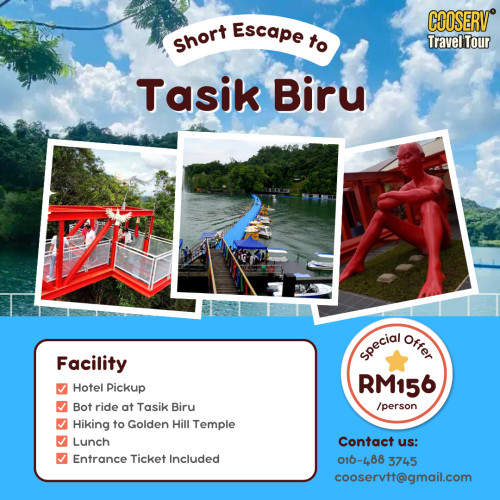 COOSERV
Travel Tour
Short Escape to
Tasik Biru
Facility
Hotel Pickup
Bot ride at Tasik Biru
Hiking to Golden Hill Temple
Lunch
Entrance Ticket Included
Special Offer
RM156
/person
Contact us:
016-488 3745
cooservtt@gmail.com